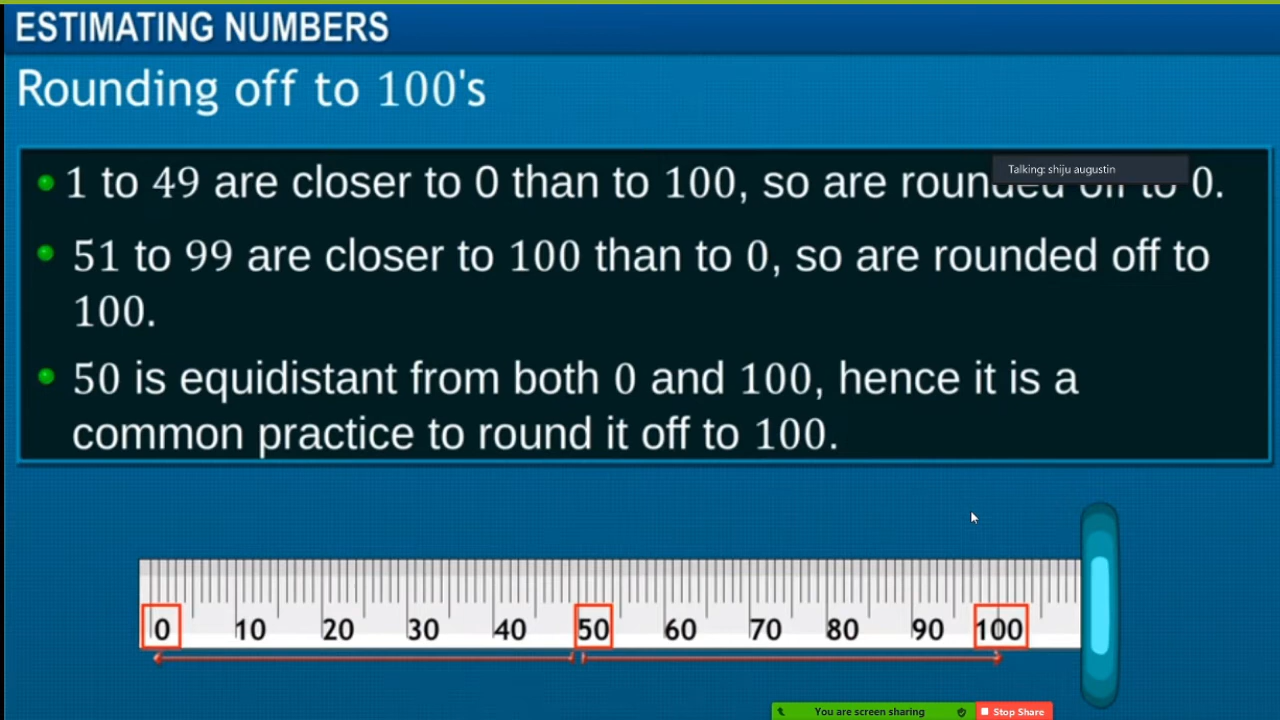 ESTIMATING NUMBERS
Rounding off to 100's
Talking: shiju augustin
1 to 49 are closer to 0 than to 100, so are rounded off to 0.
51 to 99 are closer to 100 than to 0, so are rounded off to
100.
50 is equidistant from both 0 and 100, hence it is a
common practice to round it off to 100.
0 10 20 30 40 50 60 70 80 90 100
You are screen sharing Stop Share